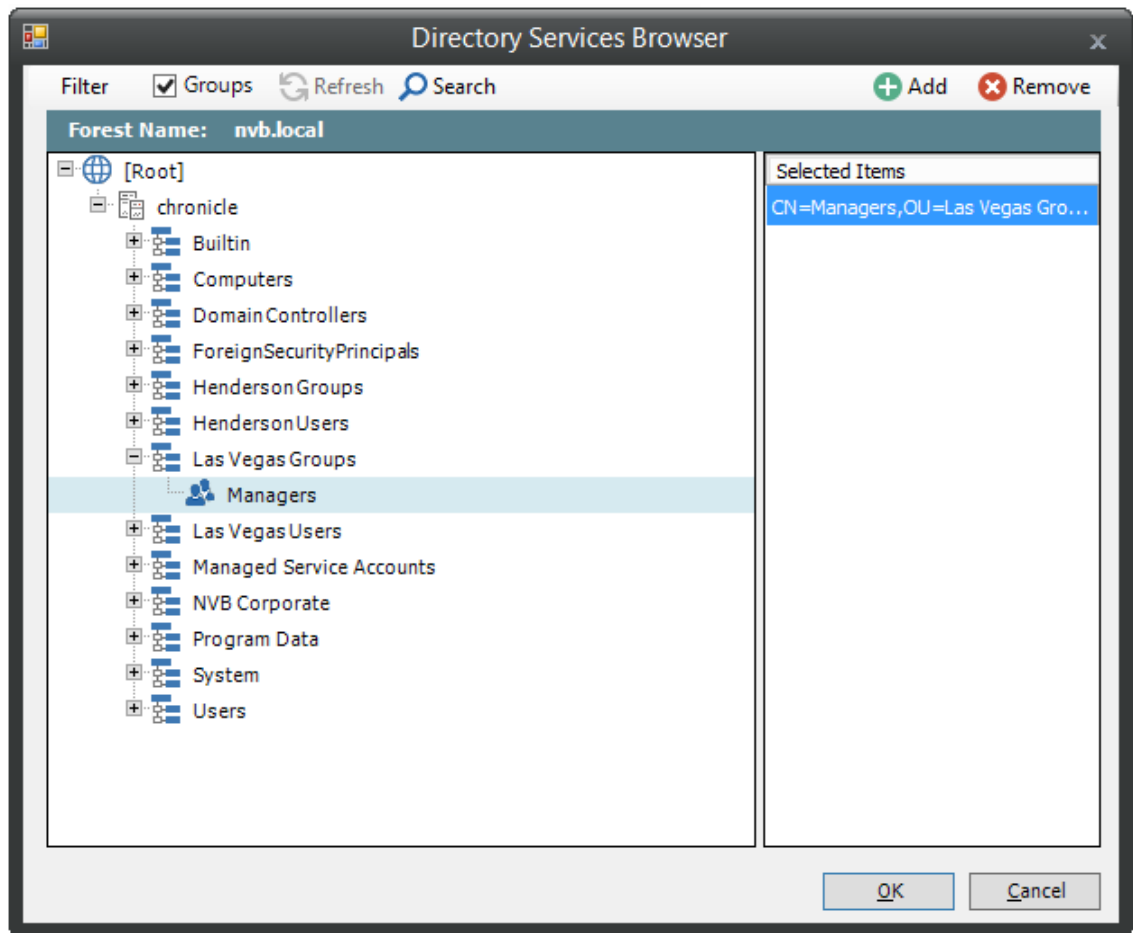 Directory Services Browser
x
Filter Groups Refresh Search Add Remove
Forest Name: nvb.local
[Root]
chronicle
Builtin
Computers
Domain Controllers
ForeignSecurityPrincipals
Henderson Groups
Henderson Users
Las Vegas Groups
Managers
Las Vegas Users
Managed Service Accounts
NVB Corporate
Program Data
System
Users
Selected Items
CN=Managers,OU=Las Vegas Gro...
OK Cancel